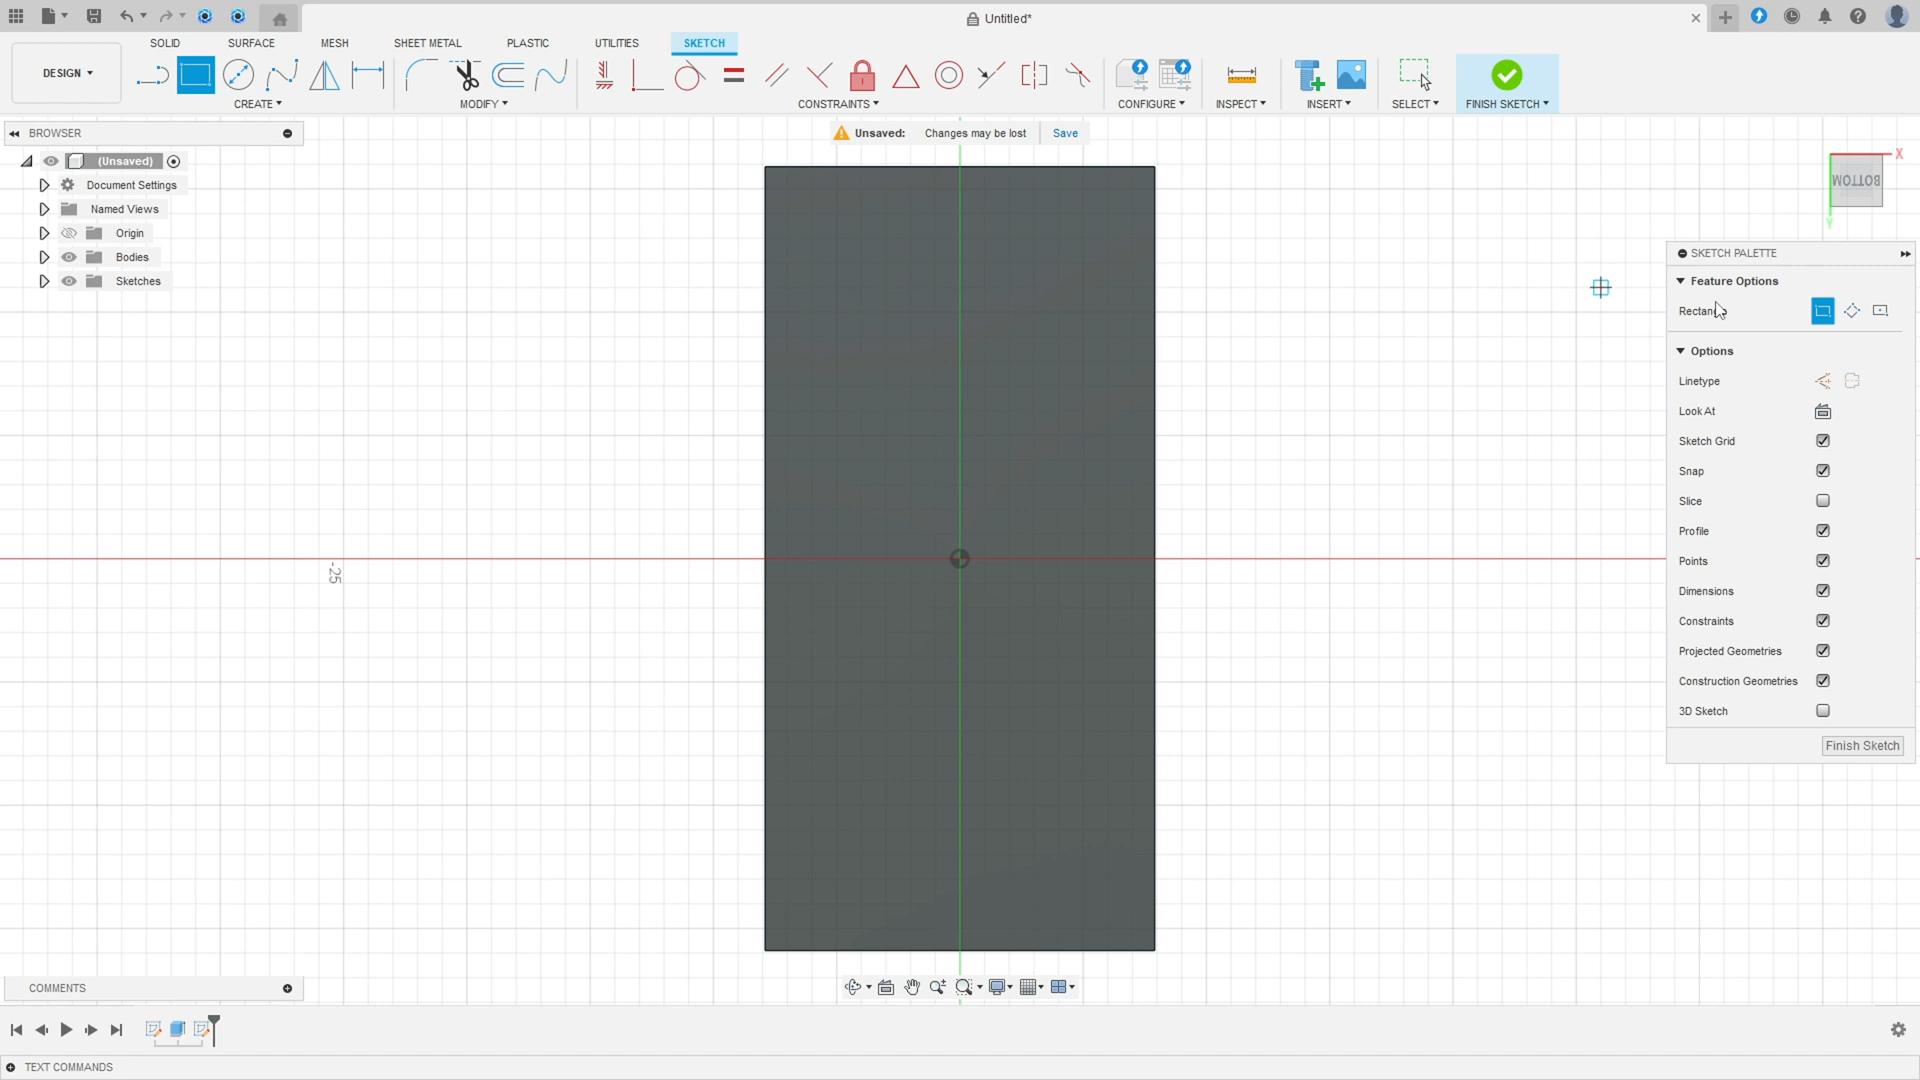 Untitled*
SOLID SURFACE MESH SHEET METAL PLASTIC UTILITIES SKETCH
DESIGN
CREATE MODIFY CONSTRAINTS CONFIGURE INSPECT INSERT SELECT FINISH SKETCH
BROWSER
Unsaved: Changes may be lost Save
(Unsaved)
Document Settings
Named Views
Origin
Bodies
Sketches
X
BOTTOM
Y
SKETCH PALETTE
Feature Options
Options
Linetype
Look At
Sketch Grid
Snap
Slice
Profile
Points
Dimensions
Constraints
Projected Geometries
Construction Geometries
3D Sketch
Finish Sketch
-25
COMMENTS
TEXT COMMANDS